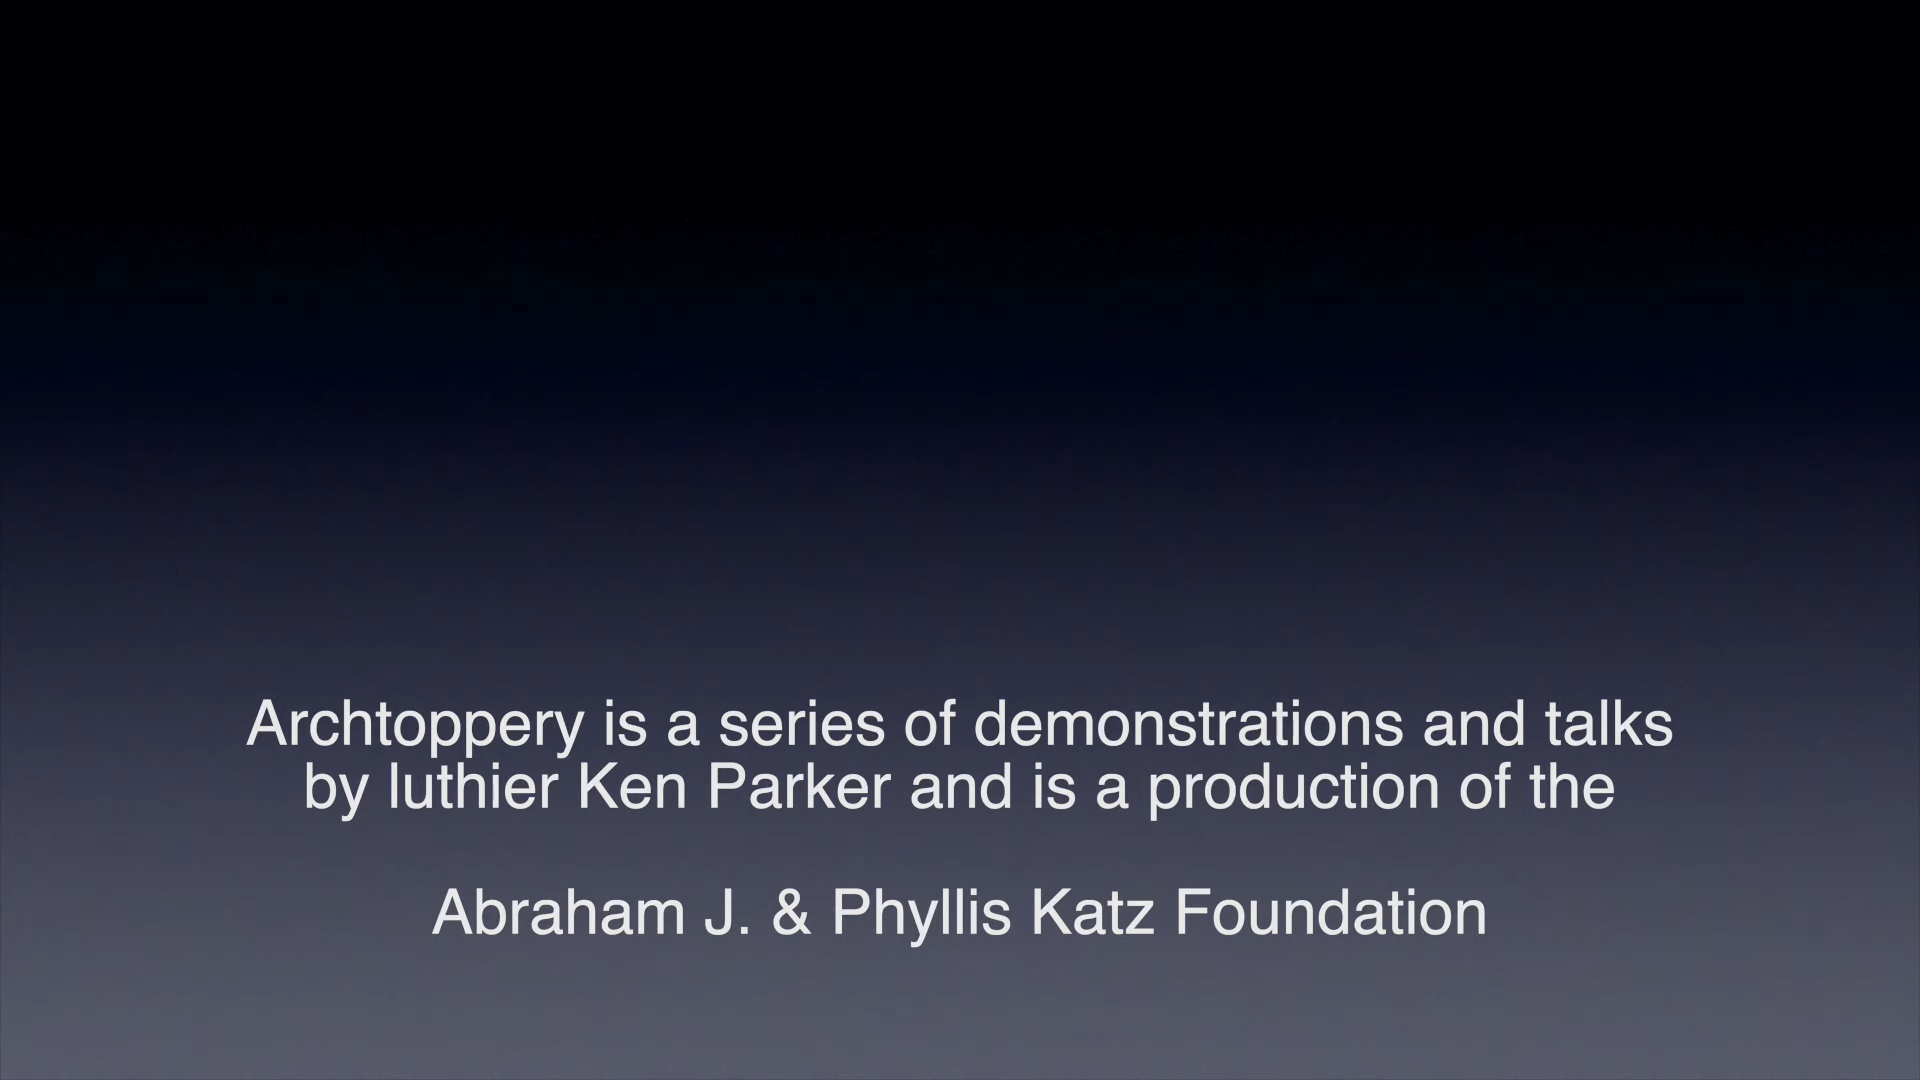 Archtoppery is a series of demonstrations and talks
by luthier Ken Parker and is a production of the
Abraham J. & Phyllis Katz Foundation